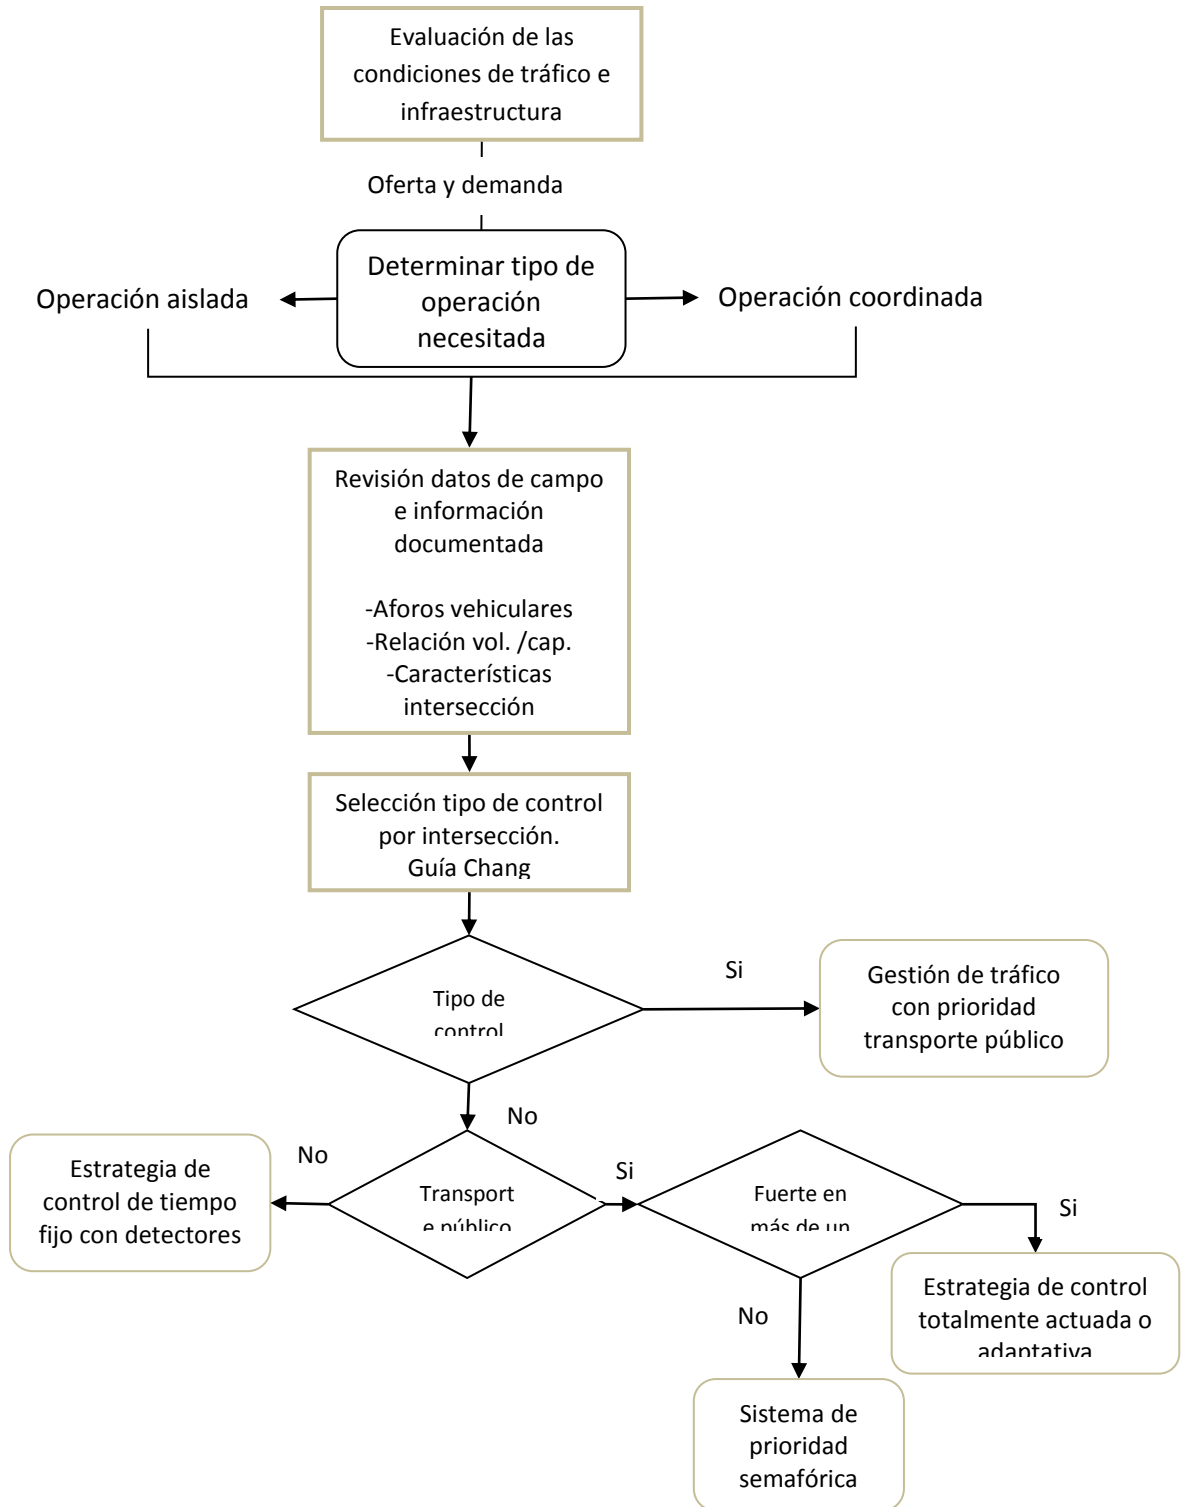 Evaluación de las
condiciones de tráfico e
infraestructura
Oferta y demanda
Determinar tipo de
operación
necesitada
Operación aislada
Operación coordinada
Revisión datos de campo
e información
documentada
-Aforos vehiculares
-Relación vol. /cap.
-Características
intersección
Selección tipo de control
por intersección.
Guía Chang
Tipo de
control
Si
Gestión de tráfico
con prioridad
transporte público
No
Transport
e público
No
Estrategia de
control de tiempo
fijo con detectores
Si
Fuerte en
más de un
Si
Estrategia de control
totalmente actuada o
adaptativa
No
Sistema de
prioridad
semafórica